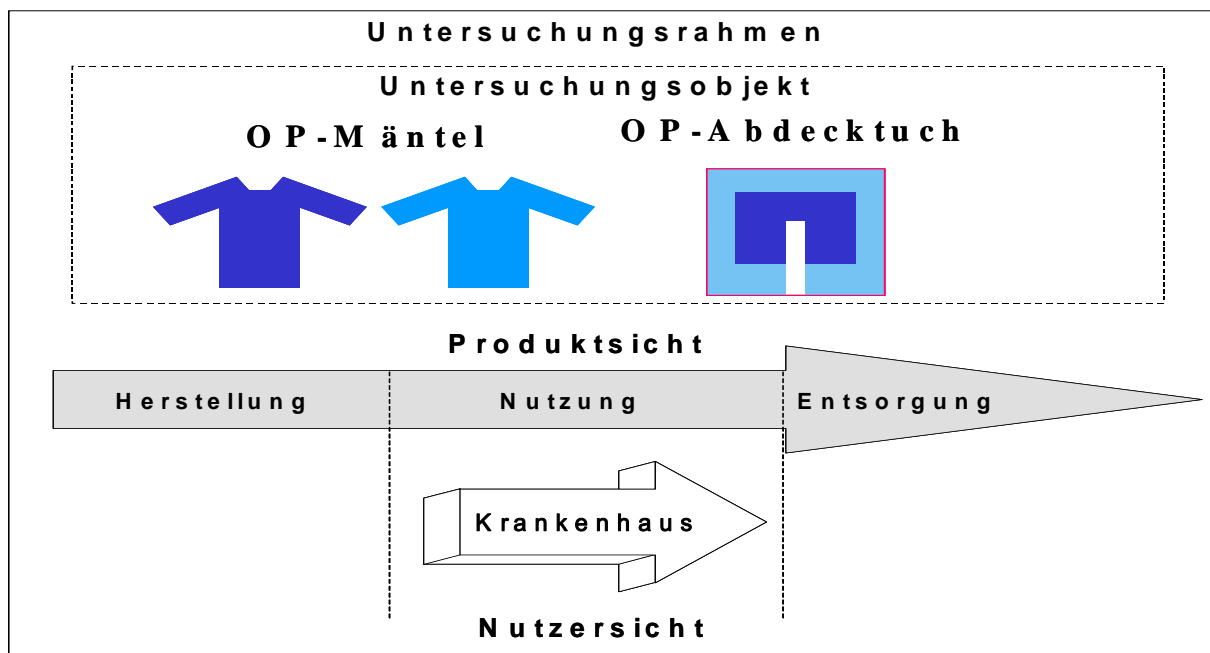 Untersuchungsrahmen
Untersuchungsobjekt
OP-Mäntel
OP-Abdecktuch
Produktsicht
Herstellung
Nutzung
Entsorgung
Krankenhaus
Nutzersicht